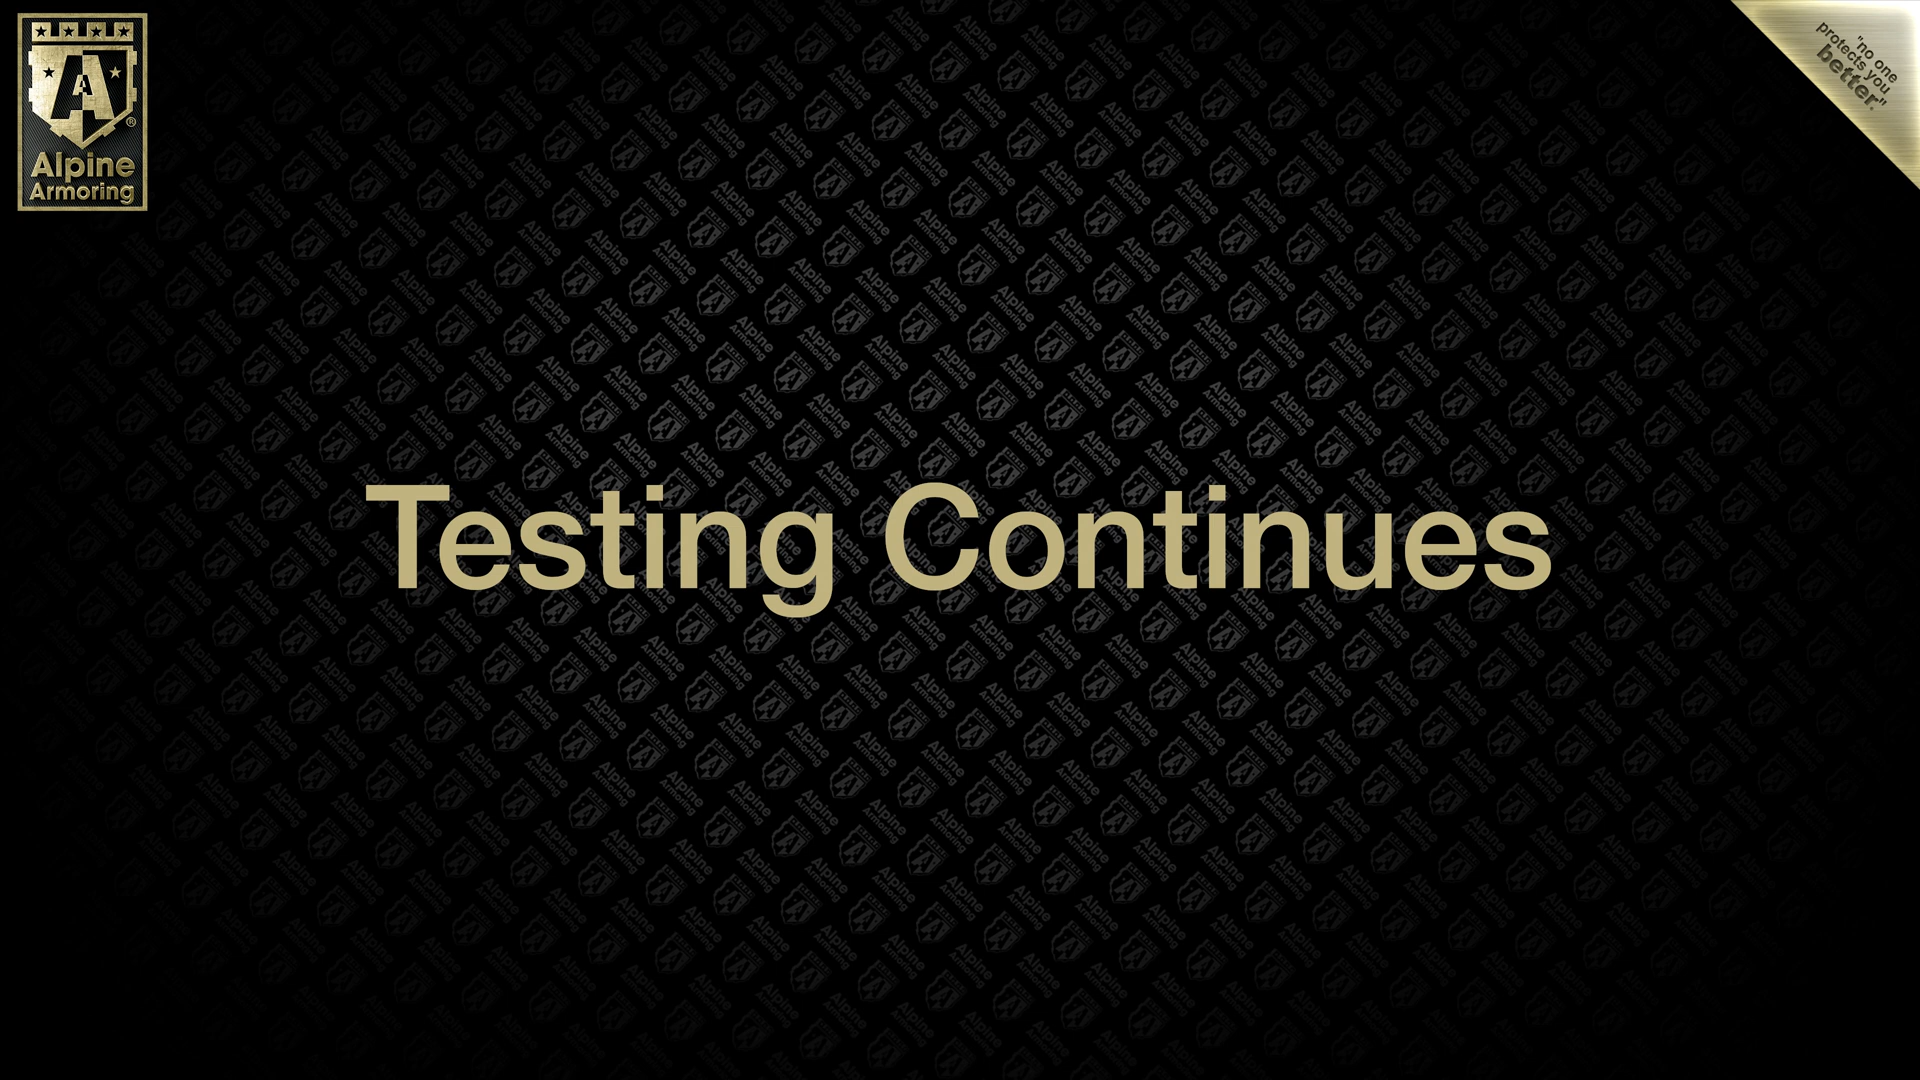 Alpine
Armoring
®
"no one
protects you
better."
Testing Continues